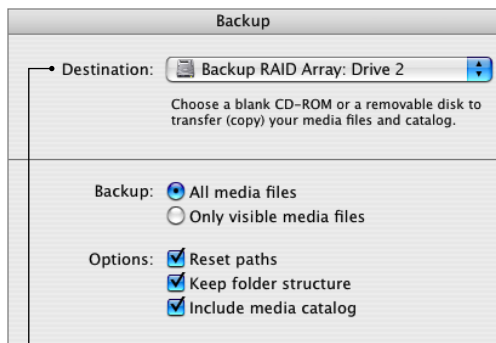 Backup
Destination: Backup RAID Array: Drive 2
Choose a blank CD-ROM or a removable disk to
transfer (copy) your media files and catalog.
Backup: All media files
Only visible media files
Options: Reset paths
Keep folder structure
Include media catalog